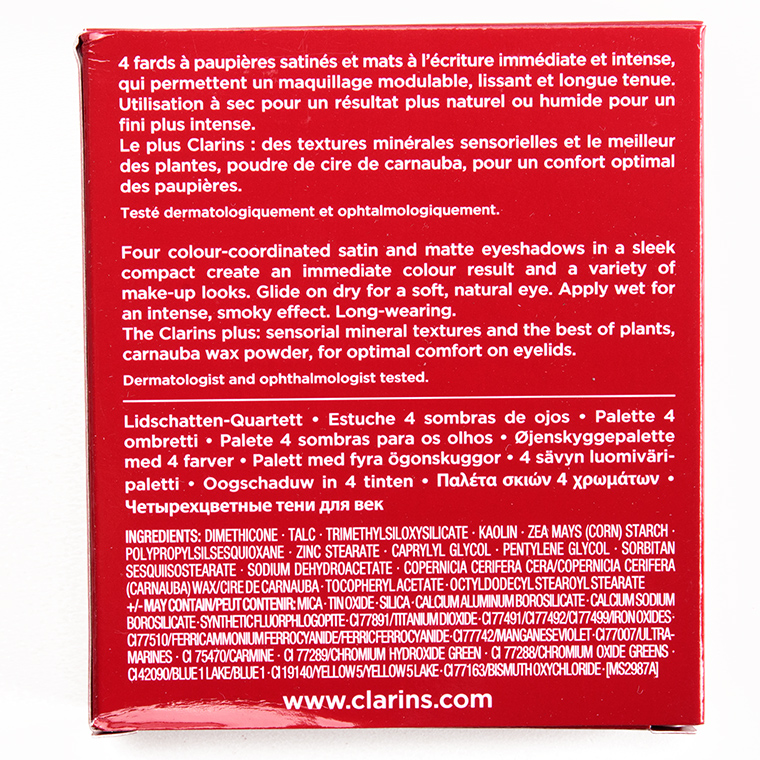 4 fards à paupières satinés et mats à l'écriture immédiate et intense,
qui permettent un maquillage modulable, lissant et longue tenue.
Utilisation à sec pour un résultat plus naturel ou humide pour un
fini plus intense.
Le plus Clarins : des textures minérales sensorielles et le meilleur
des plantes, poudre de cire de carnauba, pour un confort optimal
des paupières.
Testé dermatologiquement et ophtalmologiquement.
Four colour-coordinated satin and matte eyeshadows in a sleek
compact create an immediate colour result and a variety of
make-up looks. Glide on dry for a soft, natural eye. Apply wet for
an intense, smoky effect. Long-wearing.
The Clarins plus: sensorial mineral textures and the best of plants,
carnauba wax powder, for optimal comfort on eyelids.
Dermatologist and ophthalmologist tested.
Lidschatten-Quartett • Estuche 4 sombras de ojos • Palette 4
ombretti • Palete 4 sombras para os olhos • Øjenskyggepalette
med 4 farver • Palett med fyra ögonskuggor • 4 sävyn luomiväri-
paletti • Oogschaduw in 4 tinten • Παλέτα σκιών 4 χρωμάτων •
Четырехцветные тени для век
INGREDIENTS: DIMETHICONE · TALC · TRIMETHYLSILOXYSILICATE · KAOLIN · ZEA MAYS (CORN) STARCH ·
POLYPROPYLSILSESQUIOXANE · ZINC STEARATE · CAPRYLYL GLYCOL · PENTYLENE GLYCOL · SORBITAN
SESQUIISOSTEARATE · SODIUM DEHYDROACETATE · COPERNICIA CERIFERA CERA/COPERNICIA CERIFERA
(CARNAUBA) WAX/CIRE DE CARNAUBA · TOCOPHERYL ACETATE · OCTYLDODECYL STEAROYL STEARATE
+/- MAY CONTAIN/PEUT CONTENIR: MICA · TIN OXIDE · SILICA · CALCIUM ALUMINUM BOROSILICATE · CALCIUM SODIUM
BOROSILICATE · SYNTHETIC FLUORPHLOGOPITE · CI 77891/TITANIUM DIOXIDE · CI 77491/CI 77492/CI 77499/IRON OXIDES ·
CI 77510/FERRIC AMMONIUM FERROCYANIDE/FERRIC FERROCYANIDE · CI 77742/MANGANESE VIOLET · CI 77007/ULTRA-
MARINES · CI 75470/CARMINE · CI 77289/CHROMIUM HYDROXIDE GREEN · CI 77288/CHROMIUM OXIDE GREENS ·
CI 42090/BLUE 1 LAKE/BLUE 1 · CI 19140/YELLOW 5/YELLOW 5 LAKE · CI 77163/BISMUTH OXYCHLORIDE · [MS2987A]
www.clarins.com